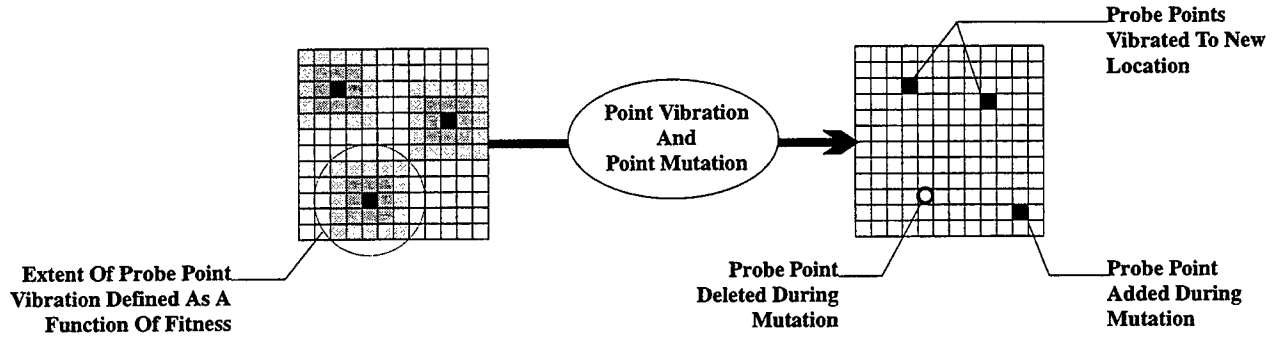 Probe Points
Vibrated To New
Location
Point Vibration
And
Point Mutation
Extent Of Probe Point
Vibration Defined As A
Function Of Fitness
Probe Point
Deleted During
Mutation
Probe Point
Added During
Mutation